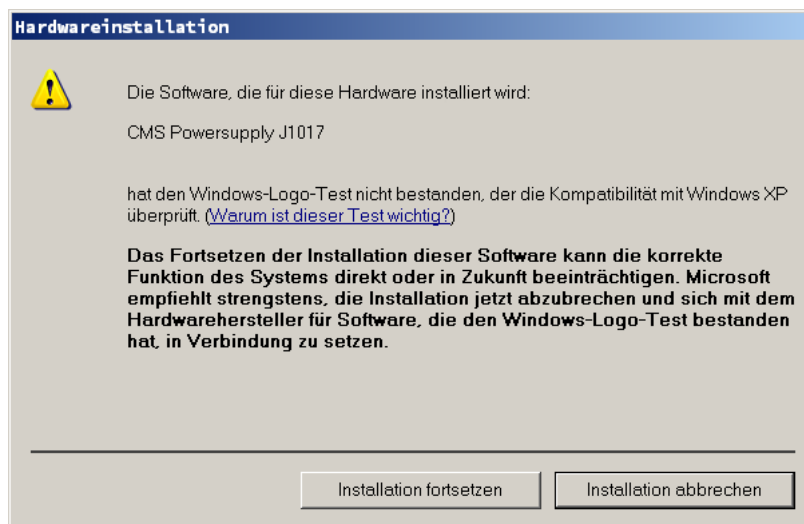 Hardwareinstallation
Die Software, die für diese Hardware installiert wird:
CMS Powersupply J1017
hat den Windows-Logo-Test nicht bestanden, der die Kompatibilität mit Windows XP
überprüft. (Warum ist dieser Test wichtig?)
Das Fortsetzen der Installation dieser Software kann die korrekte
Funktion des Systems direkt oder in Zukunft beeinträchtigen. Microsoft
empfiehlt strengstens, die Installation jetzt abzubrechen und sich mit dem
Hardwarehersteller für Software, die den Windows-Logo-Test bestanden
hat, in Verbindung zu setzen.
Installation fortsetzen
Installation abbrechen